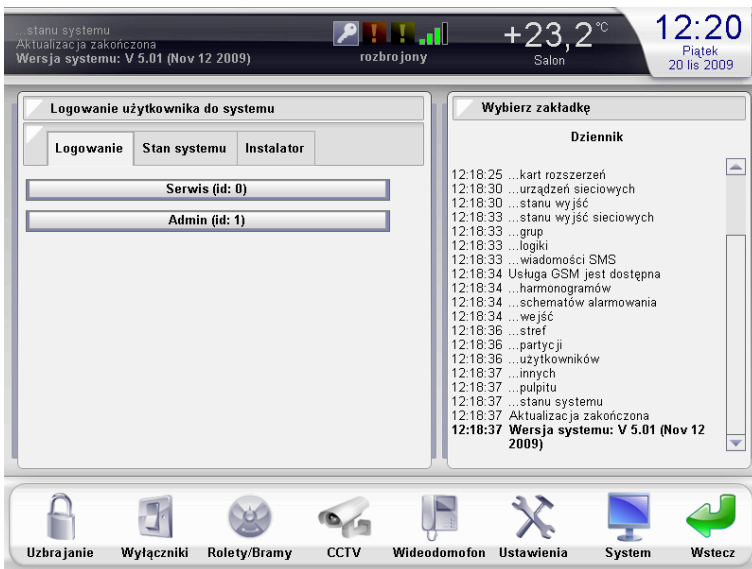 ...stanu systemu
Aktualizacja zakończona
Wersja systemu: V 5.01 (Nov 12 2009)
rozbrojony
+23,2°C
Salon
12:20
Piątek
20 lis 2009
Logowanie użytkownika do systemu
Logowanie Stan systemu Instalator
Serwis (id: 0)
Admin (id: 1)
Wybierz zakładkę
Dziennik
12:18:25 ...kart rozszerzeń
12:18:30 ...urządzeń sieciowych
12:18:30 ...stanu wyjść
12:18:33 ...stanu wyjść sieciowych
12:18:33 ...grup
12:18:33 ...logiki
12:18:33 ...wiadomości SMS
12:18:34 Usługa GSM jest dostępna
12:18:34 ...harmonogramów
12:18:34 ...schematów alarmowania
12:18:34 ...wejść
12:18:36 ...stref
12:18:36 ...partycji
12:18:36 ...użytkowników
12:18:37 ...innych
12:18:37 ...pulpitu
12:18:37 ...stanu systemu
12:18:37 Aktualizacja zakończona
12:18:37 Wersja systemu: V 5.01 (Nov 12
2009)
Uzbrajanie Wyłączniki Rolety/Bramy CCTV Wideodomofon Ustawienia System Wstecz